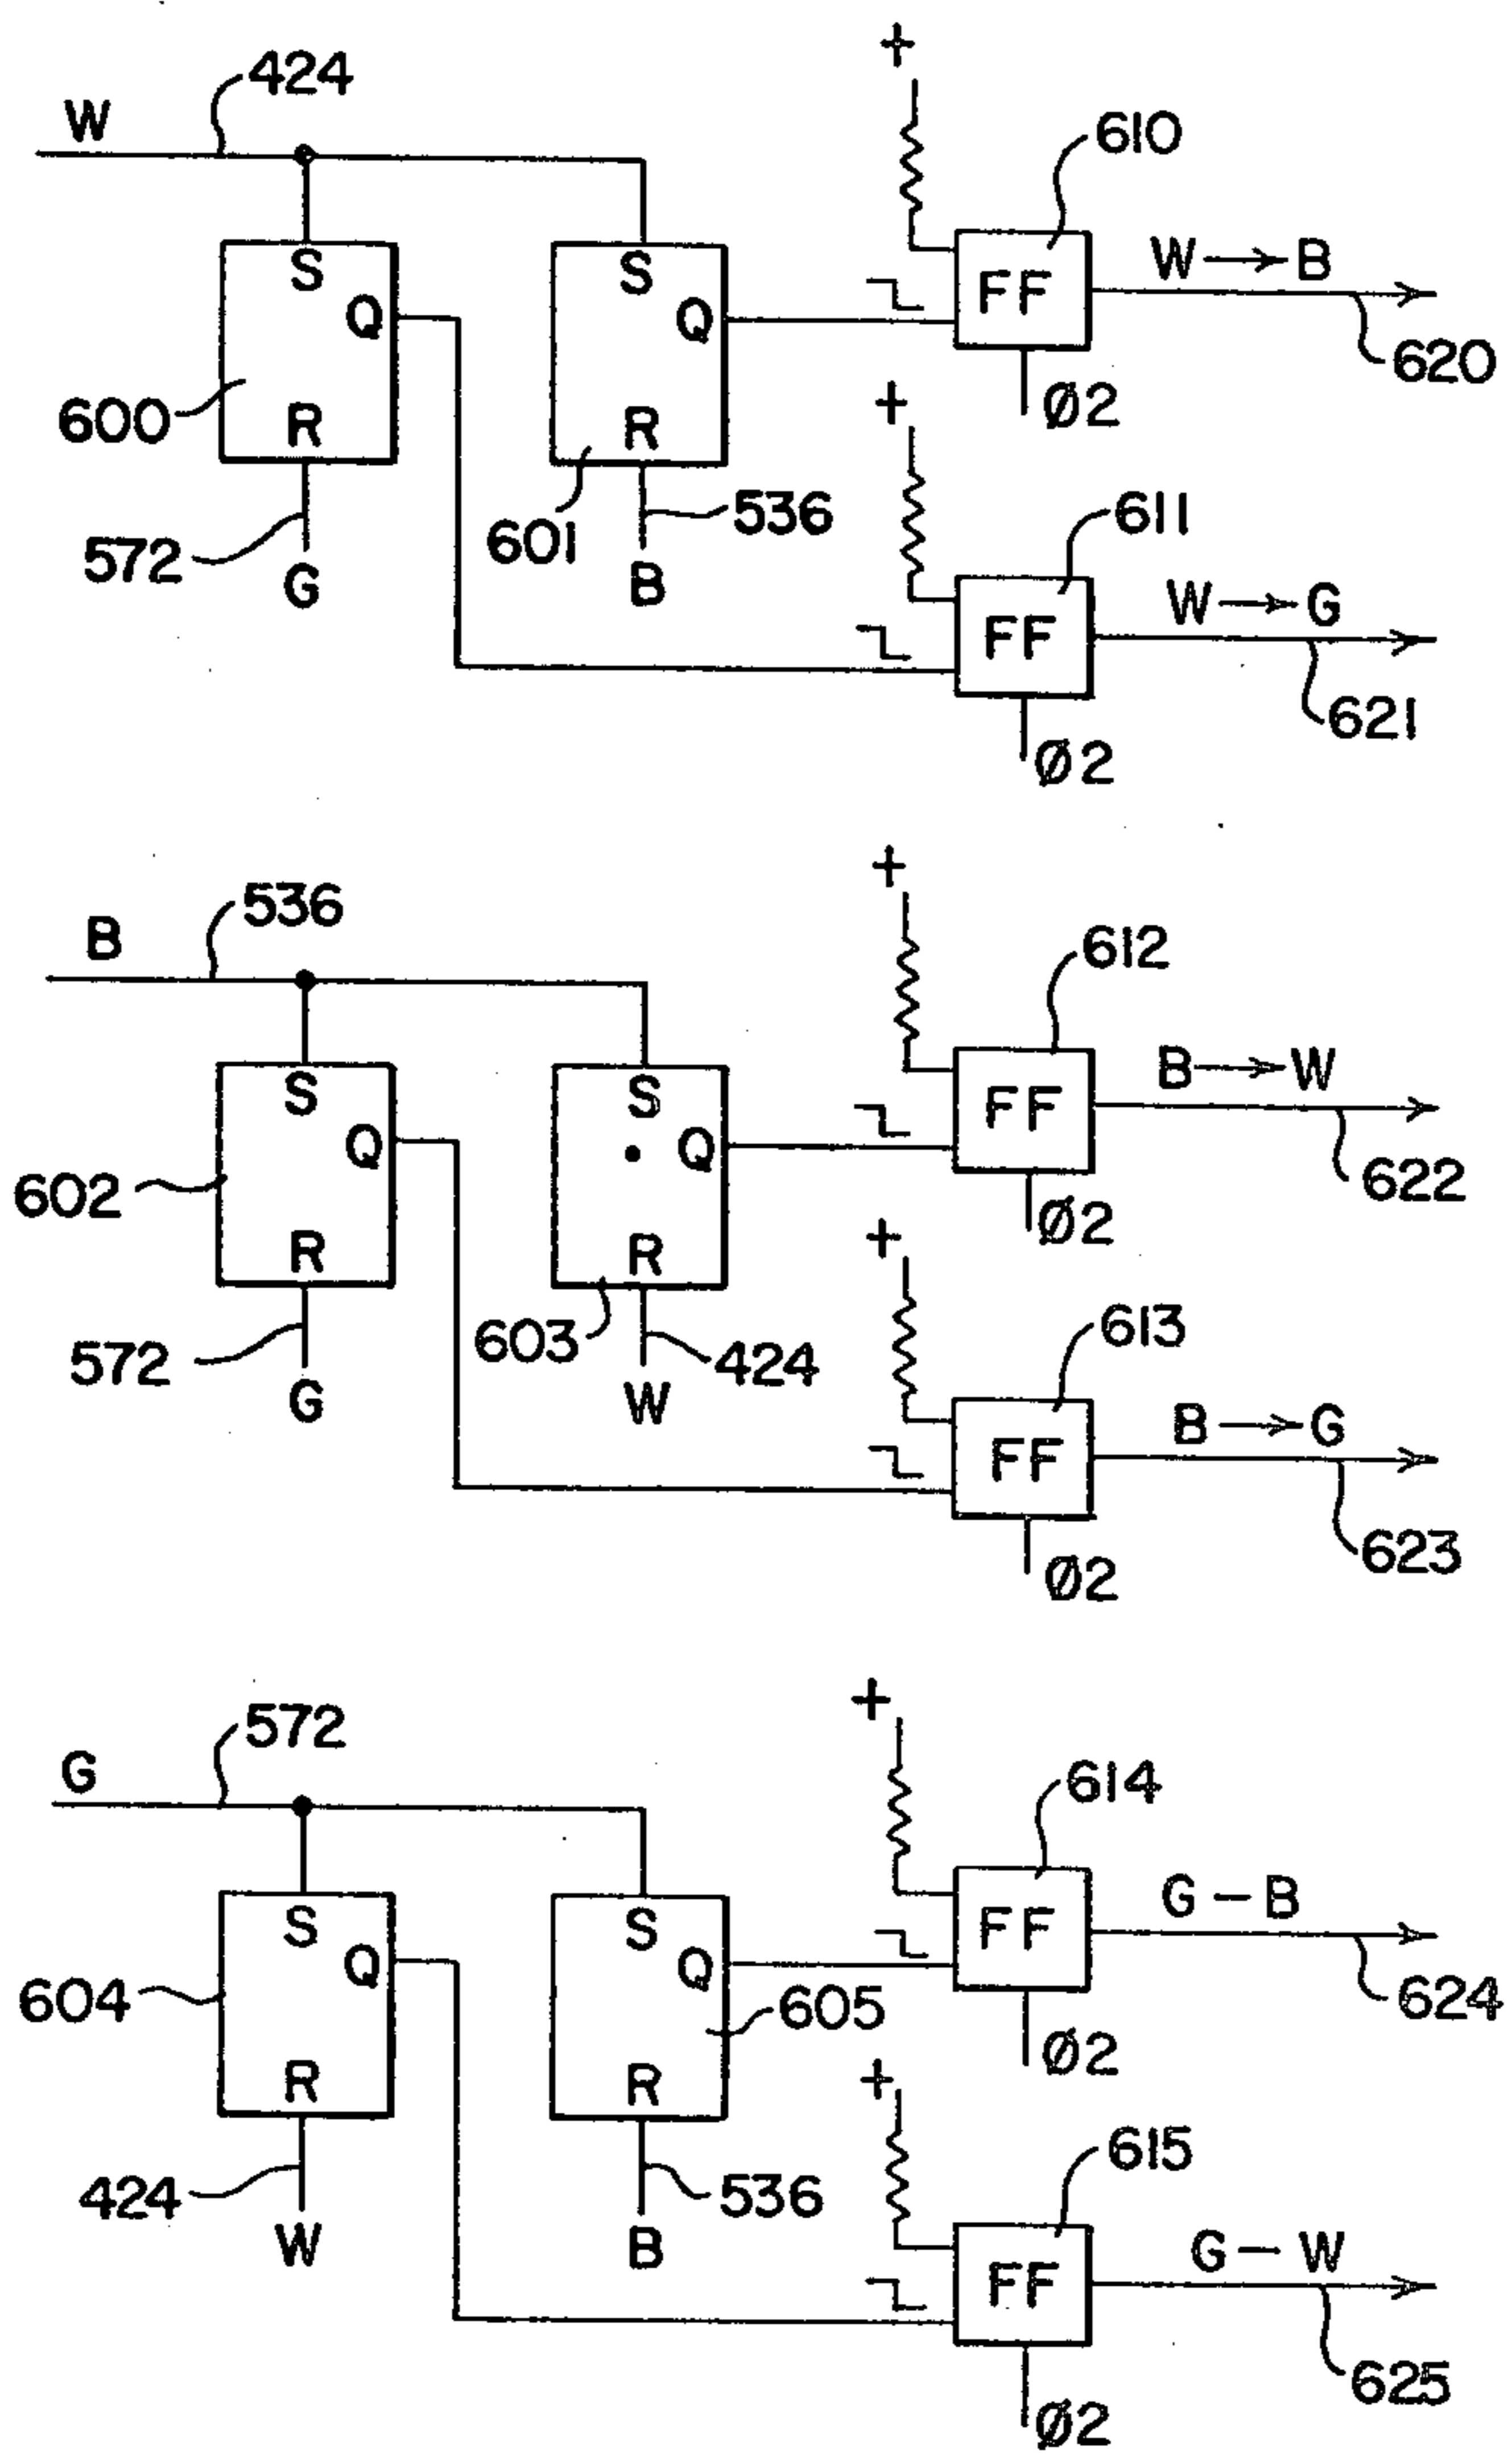 +
424
W
610
S
S
FF
W → B
Q
Q
620
Ø2
+
600
R
R
611
536
601
572
G
B
FF
W → G
621
Ø2
+
536
B
612
S
S
FF
B → W
Q
Q
602
622
Ø2
+
R
R
603
613
572
424
G
W
FF
B → G
623
Ø2
+
572
G
614
S
S
FF
G – B
Q
Q
604
605
624
Ø2
+
R
R
615
424
536
W
B
FF
G – W
625
Ø2